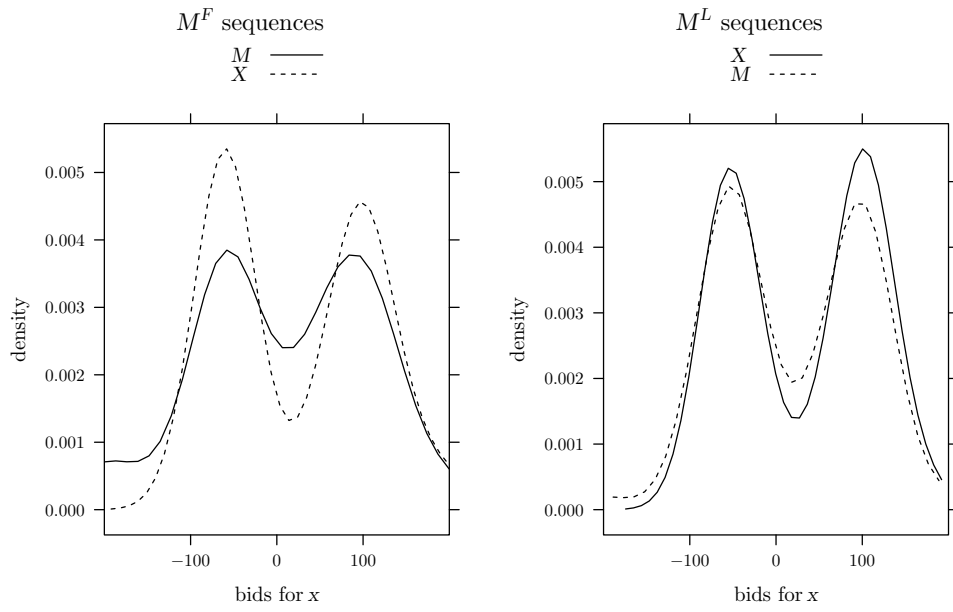 M^F sequences
M
X
0.005
0.004
0.003
0.002
0.001
0.000
density
−100 0 100
bids for x
M^L sequences
X
M
0.005
0.004
0.003
0.002
0.001
0.000
density
−100 0 100
bids for x